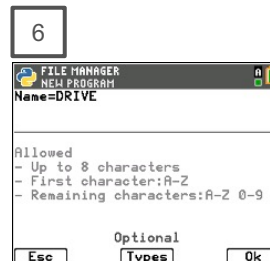 6
FILE MANAGER
NEW PROGRAM
A
Name=DRIVE
Allowed
- Up to 8 characters
- First character:A-Z
- Remaining characters:A-Z 0-9
Optional
Esc Types Ok